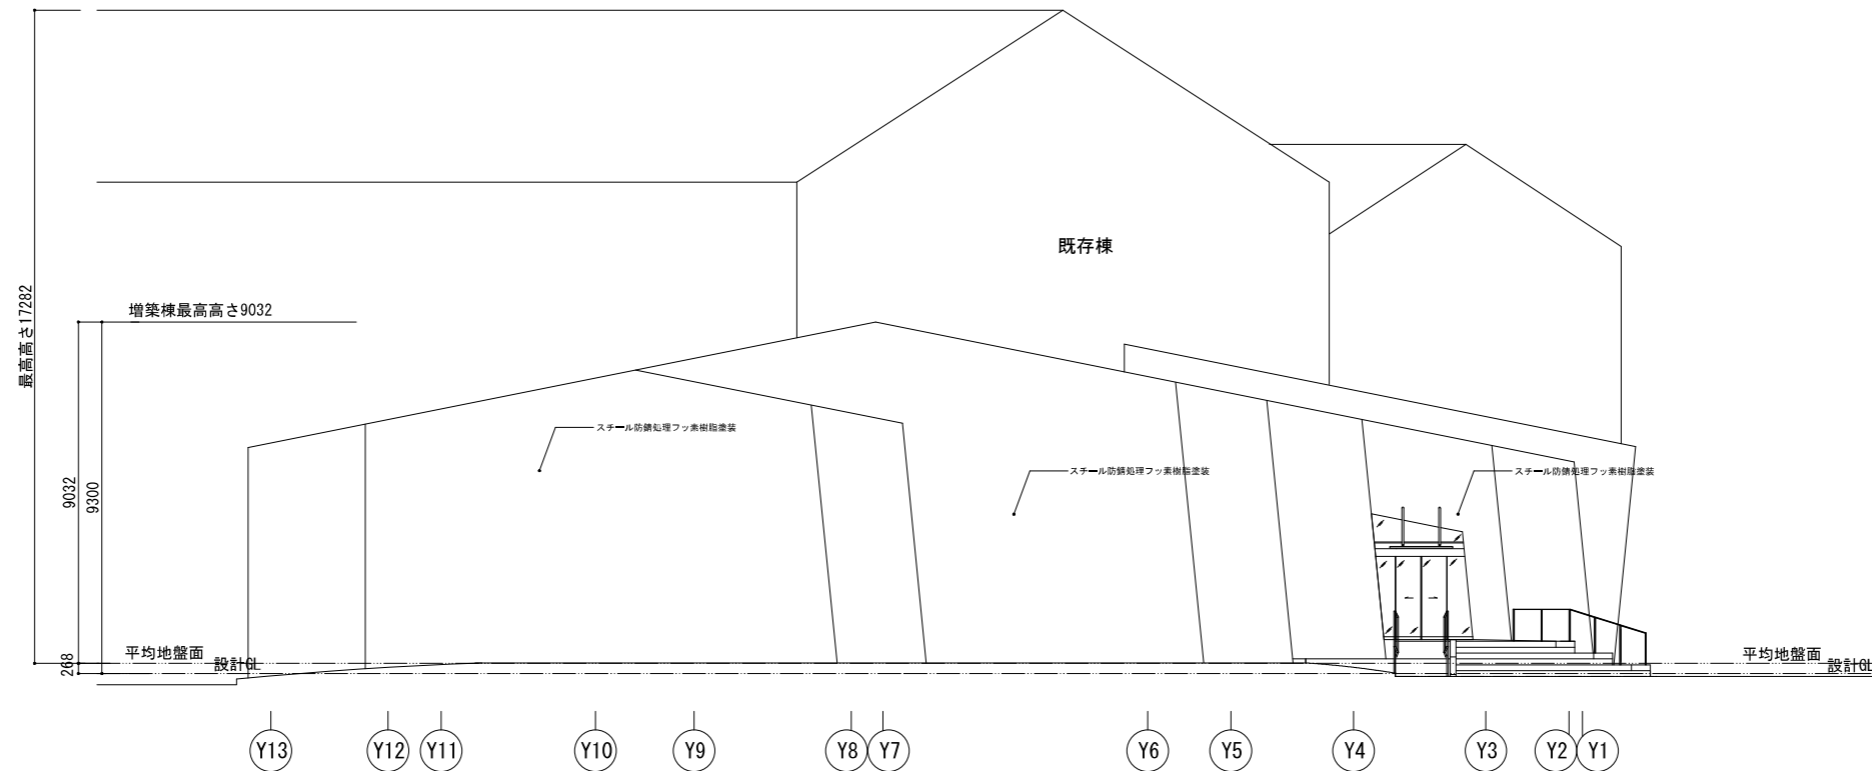 既存棟
最高高さ17282
増築棟最高高さ9032
スチール防錆処理フッ素樹脂塗装
スチール防錆処理フッ素樹脂塗装
スチール防錆処理フッ素樹脂塗装
9032
9300
268
平均地盤面
設計GL
平均地盤面
設計GL
Y13
Y12
Y11
Y10
Y9
Y8
Y7
Y6
Y5
Y4
Y3
Y2
Y1